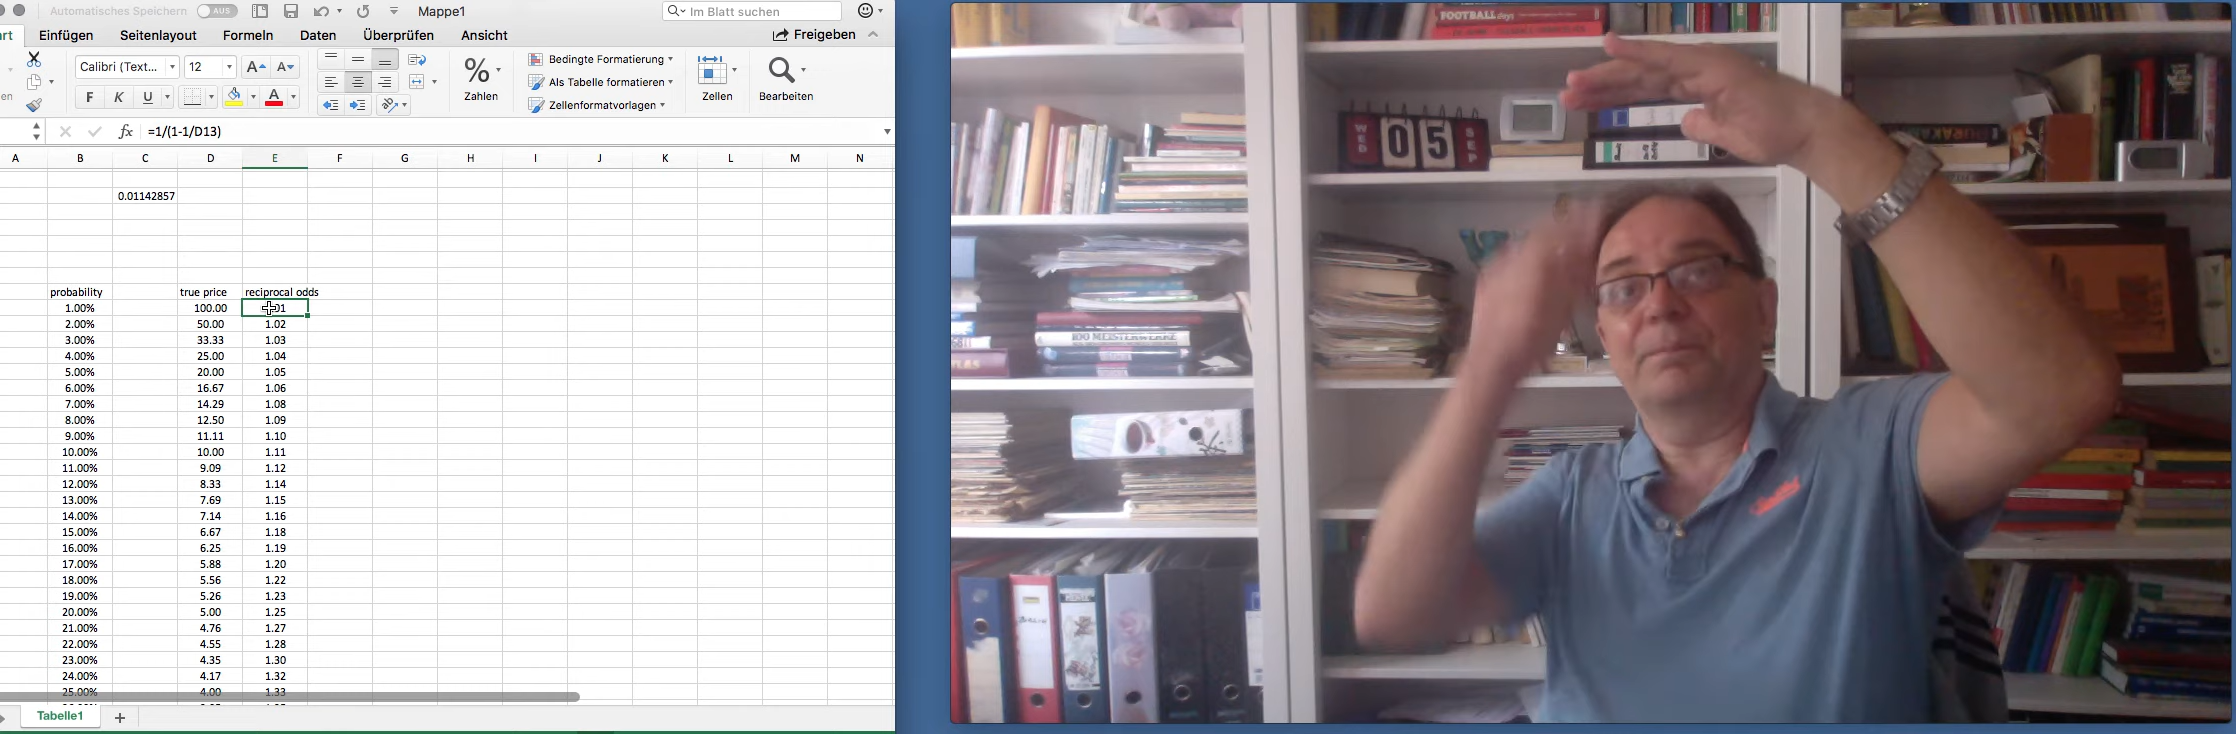 Automatisches Speichern AUS Mappe1 Im Blatt suchen
rt Einfügen Seitenlayout Formeln Daten Überprüfen Ansicht Freigeben
Calibri (Text... 12 A A % Bedingte Formatierung
Als Tabelle formatieren
en F K U A Zahlen Zellenformatvorlagen Zellen Bearbeiten
fx =1/(1-1/D13)
A B C D E F G H I J K L M N
0.01142857
probability true price reciprocal odds
1.00% 100.00 01
2.00% 50.00 1.02
3.00% 33.33 1.03
4.00% 25.00 1.04
5.00% 20.00 1.05
6.00% 16.67 1.06
7.00% 14.29 1.08
8.00% 12.50 1.09
9.00% 11.11 1.10
10.00% 10.00 1.11
11.00% 9.09 1.12
12.00% 8.33 1.14
13.00% 7.69 1.15
14.00% 7.14 1.16
15.00% 6.67 1.18
16.00% 6.25 1.19
17.00% 5.88 1.20
18.00% 5.56 1.22
19.00% 5.26 1.23
20.00% 5.00 1.25
21.00% 4.76 1.27
22.00% 4.55 1.28
23.00% 4.35 1.30
24.00% 4.17 1.32
25.00% 4.00 1.33
Tabelle1 +
FOOTBALL days
WED 05 SEP
100 MEISTERWERKE